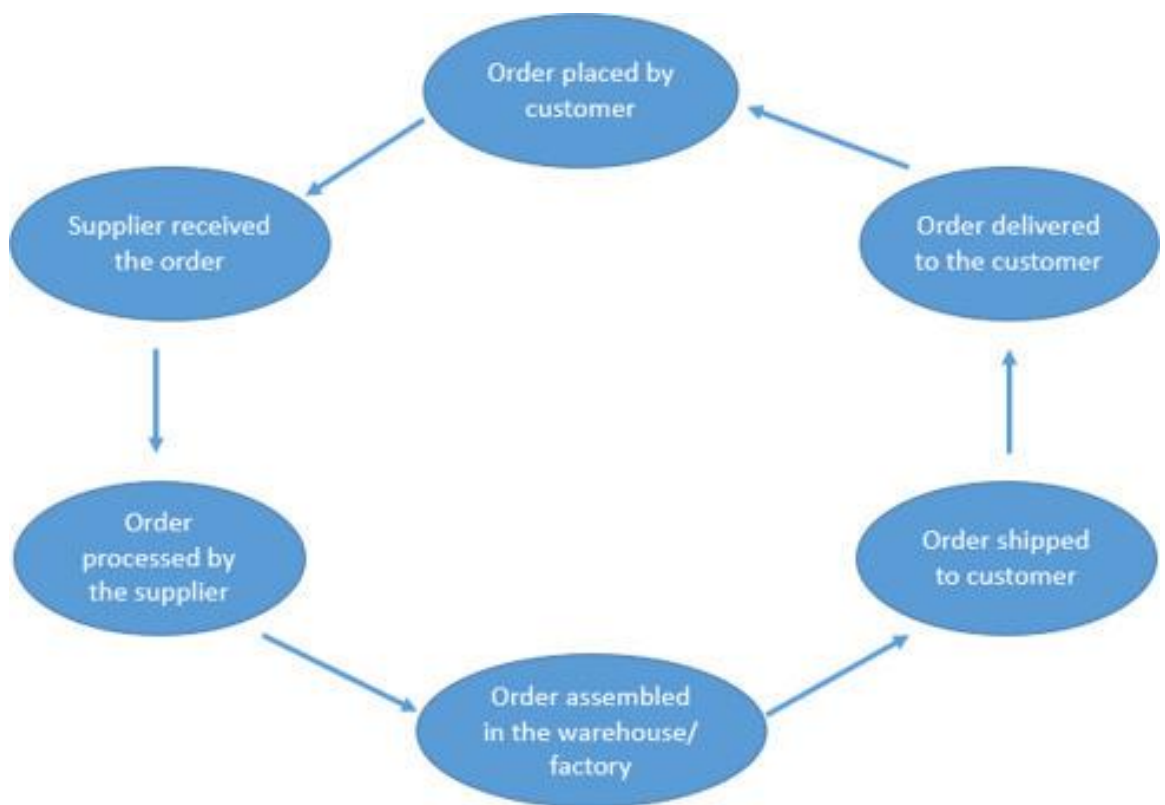 Order placed by
customer
Supplier received
the order
Order
processed by
the supplier
Order assembled
in the warehouse/
factory
Order shipped
to customer
Order delivered
to the customer